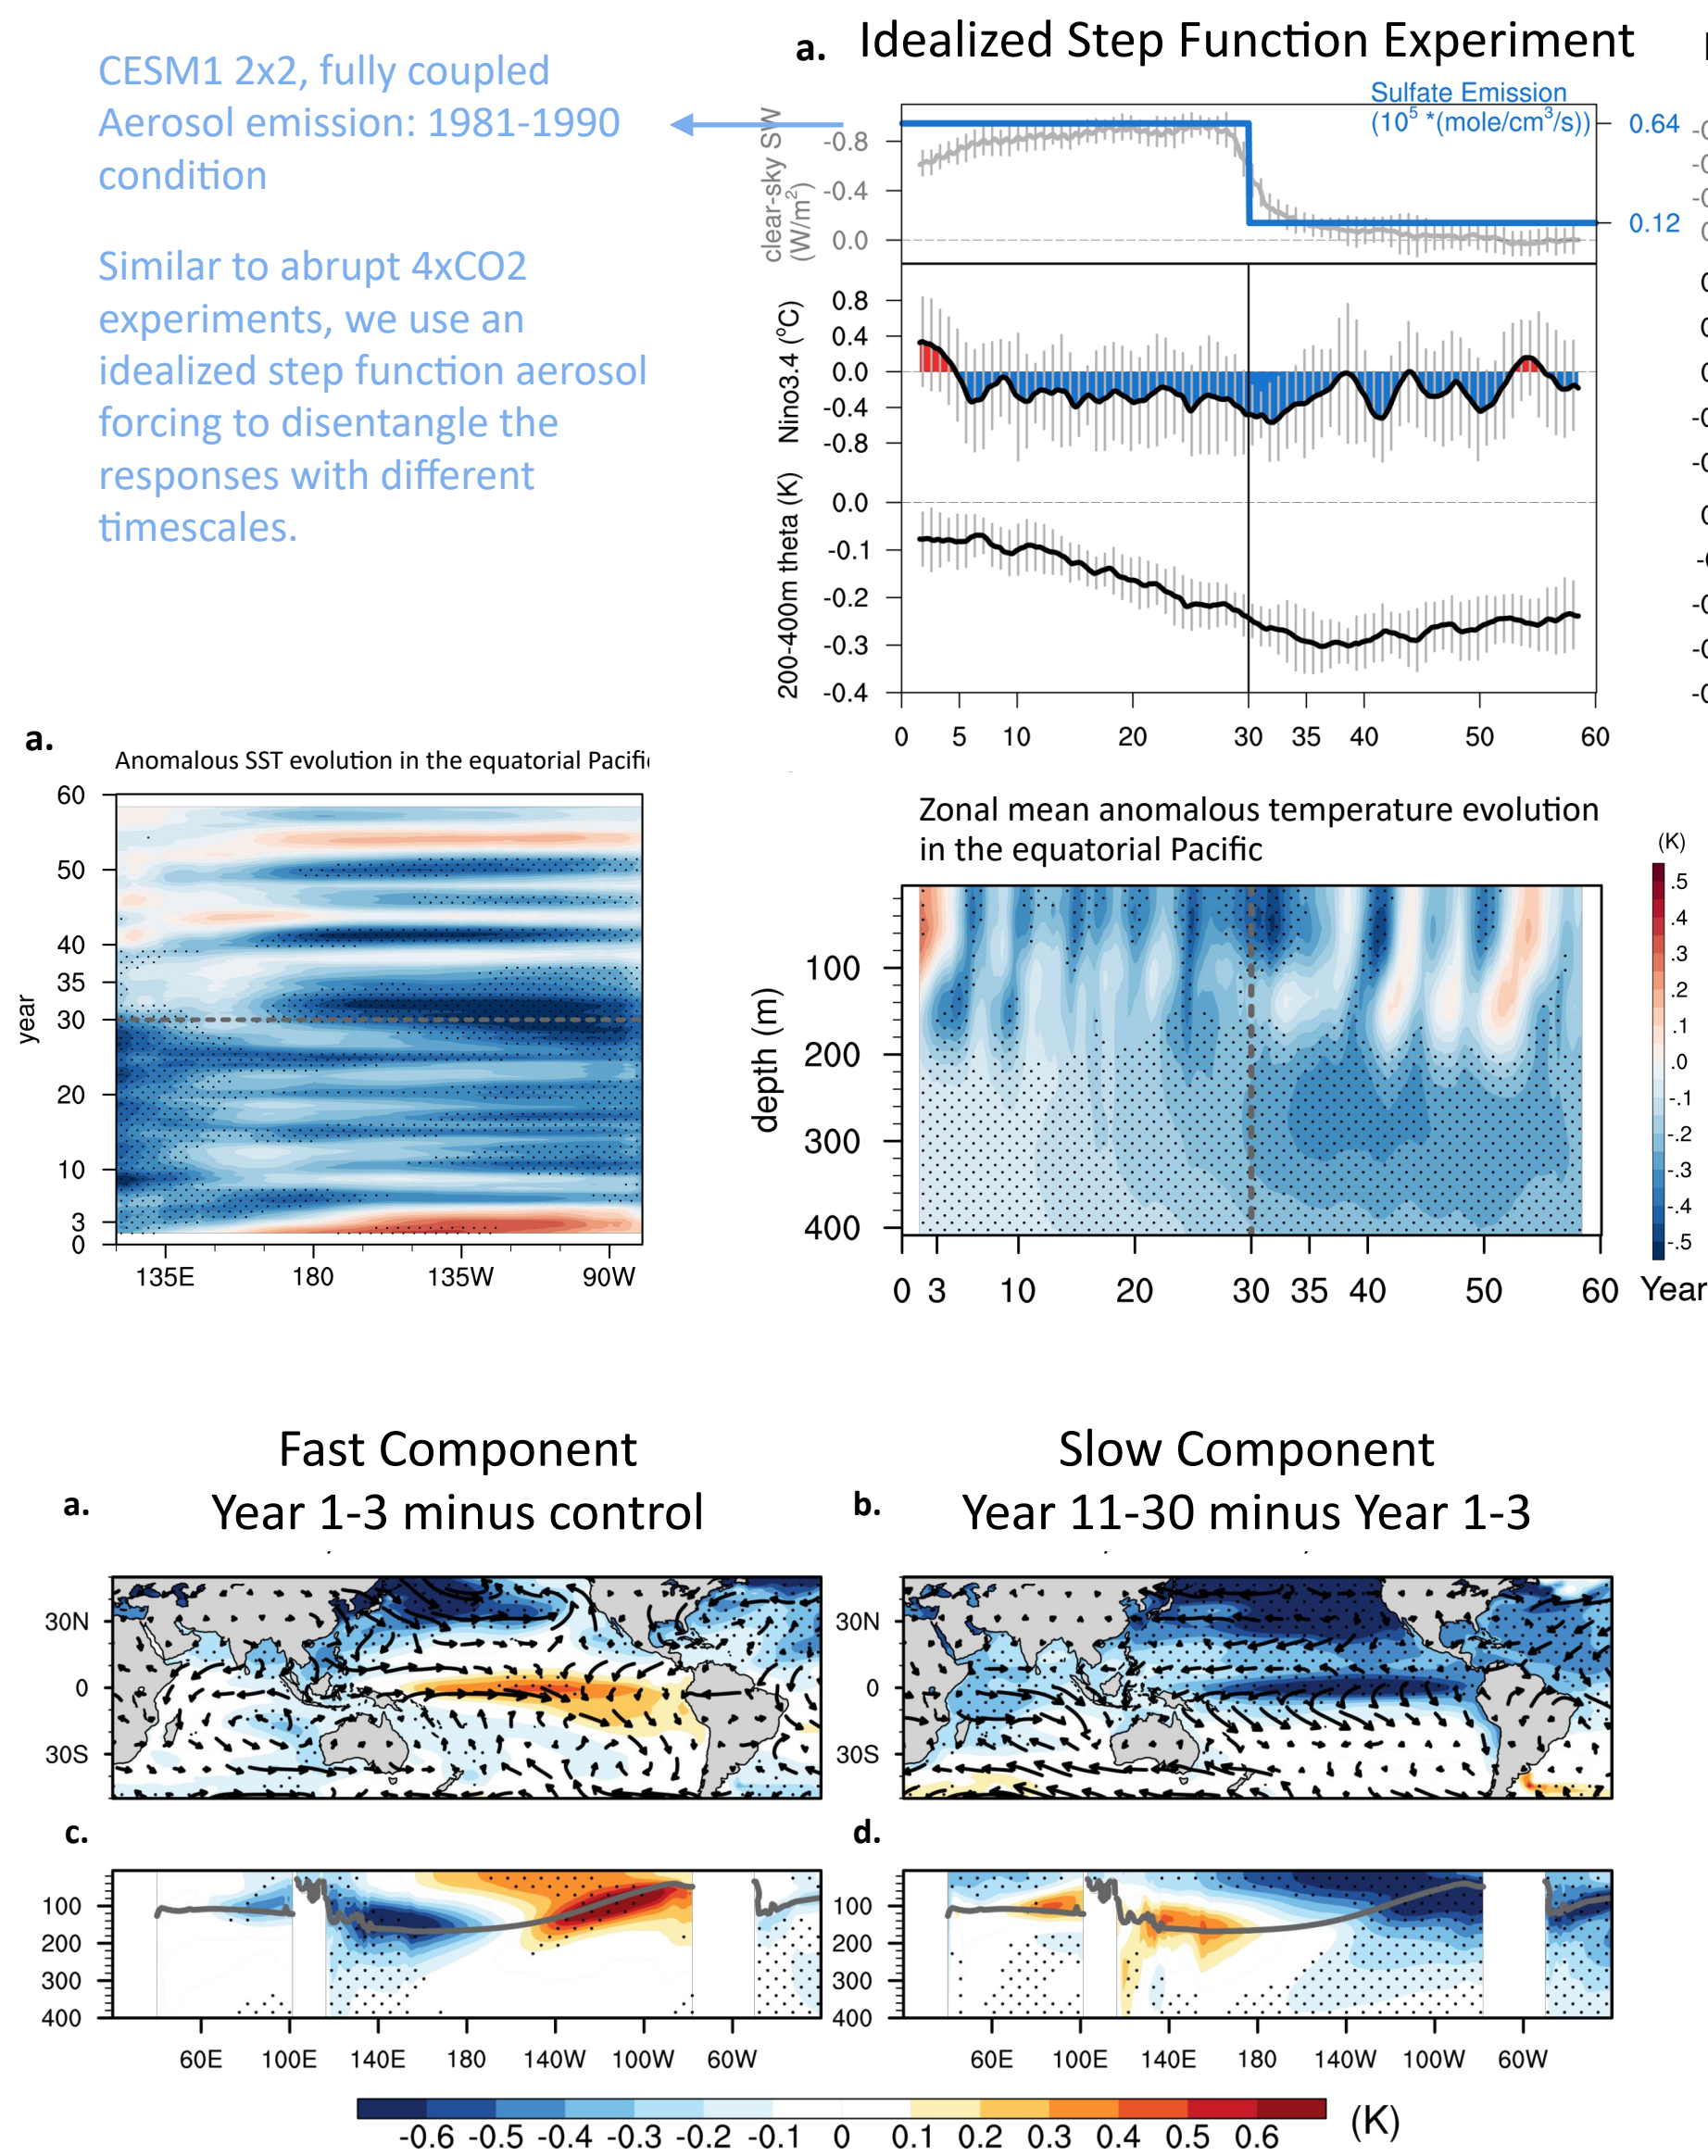 CESM1 2x2, fully coupled
Aerosol emission: 1981-1990
condition
Similar to abrupt 4xCO2
experiments, we use an
idealized step function aerosol
forcing to disentangle the
responses with different
timescales.
a. Idealized Step Function Experiment
Sulfate Emission
(10⁵ *(mole/cm³/s))
0.64
0.12
clear-sky SW
(W/m²)
-0.8
-0.4
0.0
Nino3.4 (°C)
0.8
0.4
0.0
-0.4
-0.8
200-400m theta (K)
0.0
-0.1
-0.2
-0.3
-0.4
0 5 10 20 30 35 40 50 60
a.
Anomalous SST evolution in the equatorial
year
60
50
40
35
30
20
10
3
0
135E 180 135W 90W
Zonal mean anomalous temperature evolution
in the equatorial Pacific
depth (m)
100
200
300
400
0 3 10 20 30 35 40 50 60 Year
(K)
.5
.4
.3
.2
.1
.0
-.1
-.2
-.3
-.4
-.5
Fast Component
a. Year 1-3 minus control
30N
0
30S
Slow Component
b. Year 11-30 minus Year 1-3
30N
0
30S
c.
100
200
300
400
60E 100E 140E 180 140W 100W 60W
d.
100
200
300
400
60E 100E 140E 180 140W 100W 60W
-0.6 -0.5 -0.4 -0.3 -0.2 -0.1 0 0.1 0.2 0.3 0.4 0.5 0.6 (K)